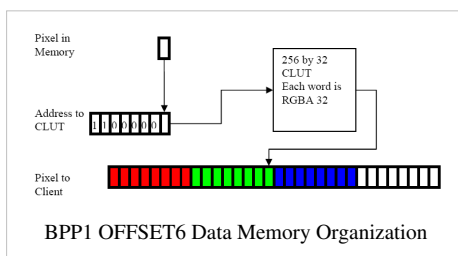 Pixel in
Memory
256 by 32
CLUT
Each word is
RGBA 32
Address to
CLUT
1 1 0 0 0 0 0
Pixel to
Client
BPP1 OFFSET6 Data Memory Organization